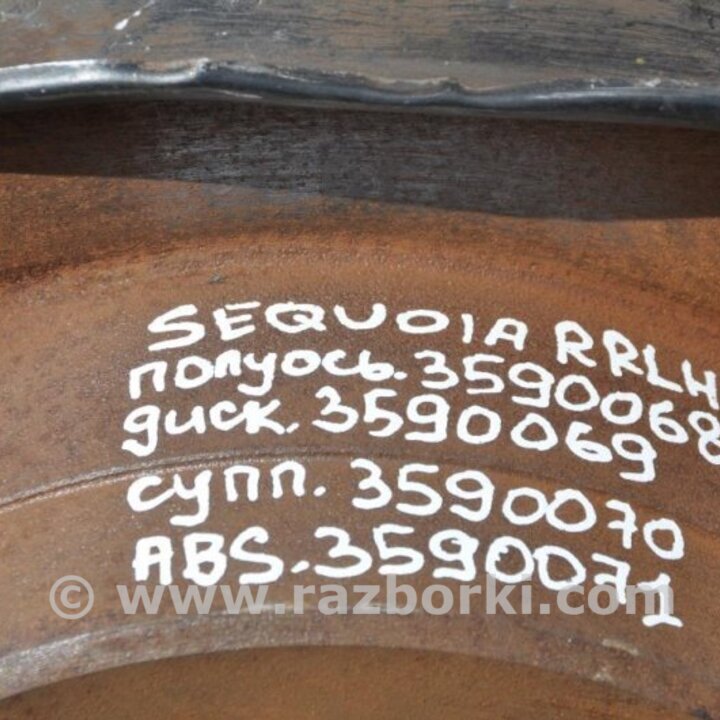 SEQUOIA RRLH
полуось. 3590068
диск. 3590069
супп. 3590070
ABS. 3590071
© www.razborki.com